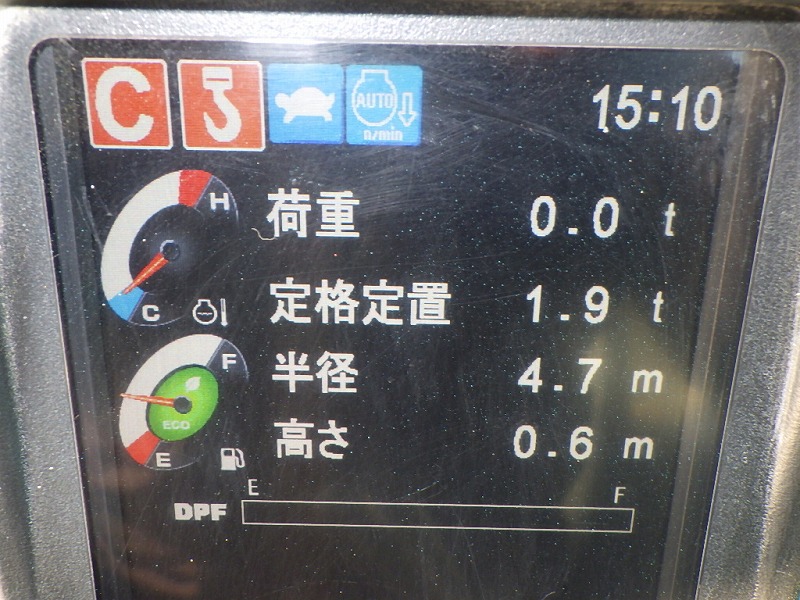 C
AUTO
n/min
15:10
H
C
荷重 0.0 t
定格定置 1.9 t
半径 4.7 m
高さ 0.6 m
F
ECO
E
E F
DPF